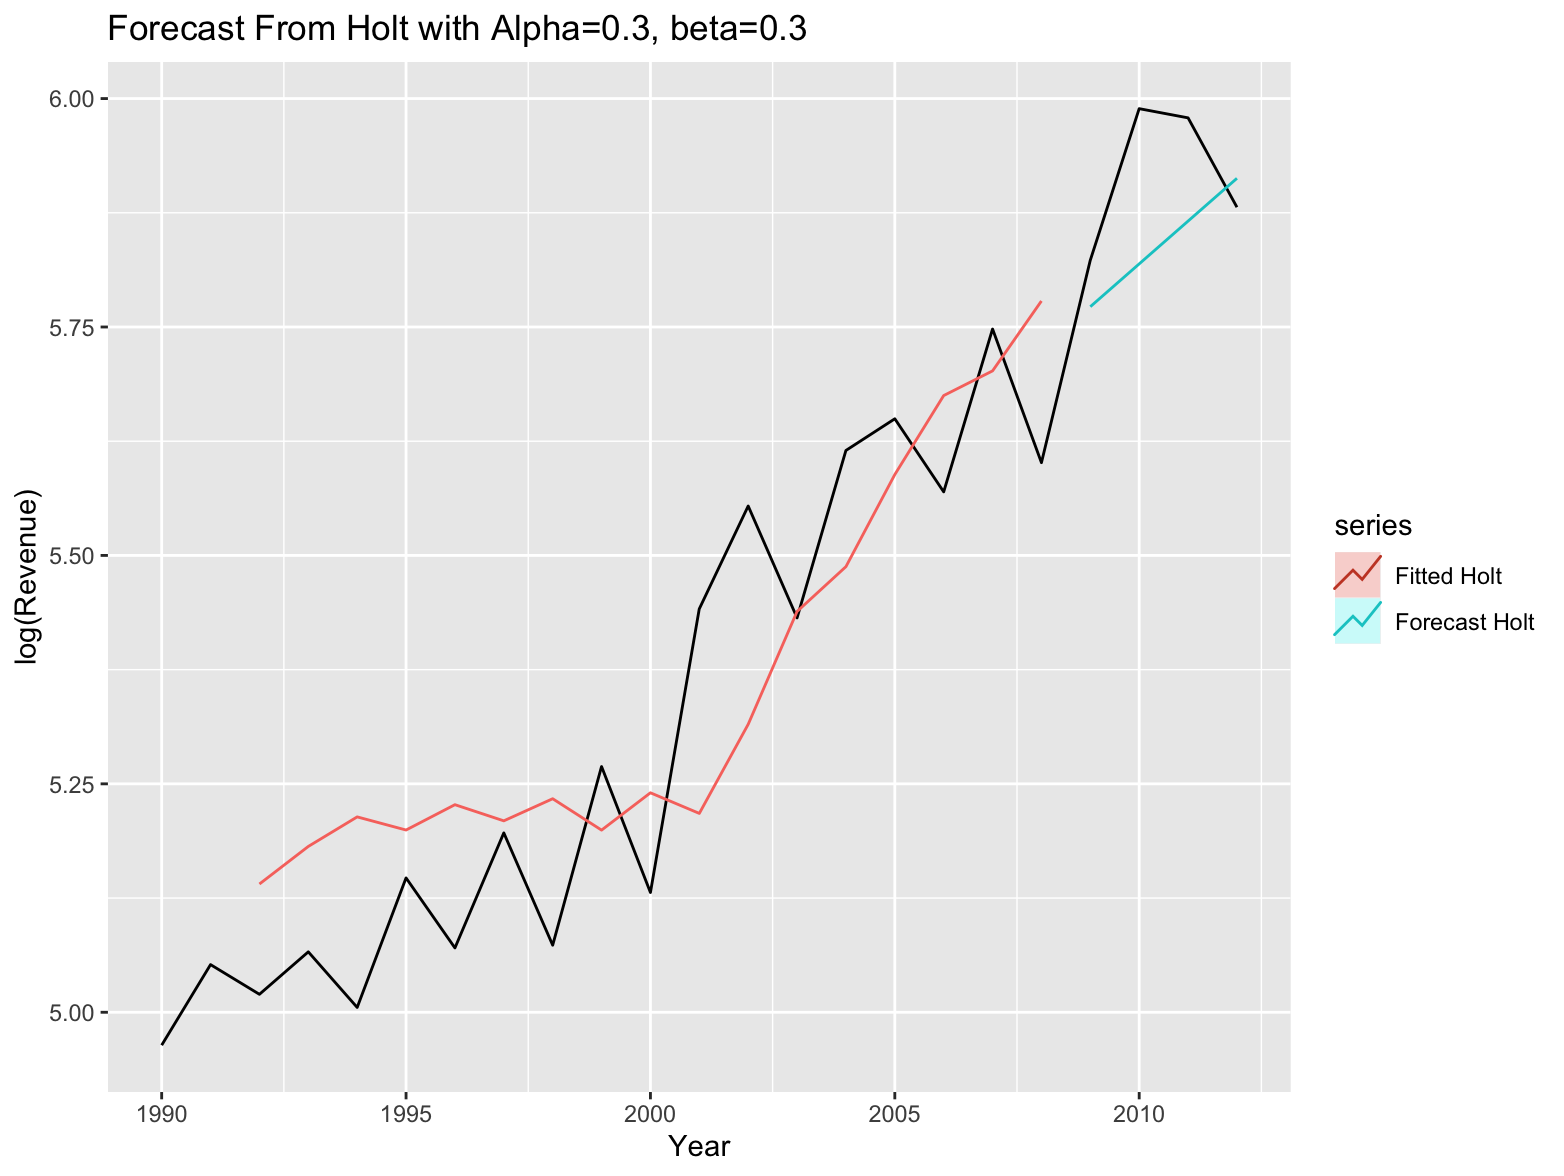 Forecast From Holt with Alpha=0.3, beta=0.3
6.00
5.75
5.50
5.25
5.00
log(Revenue)
1990 1995 2000 2005 2010
Year
series
Fitted Holt
Forecast Holt